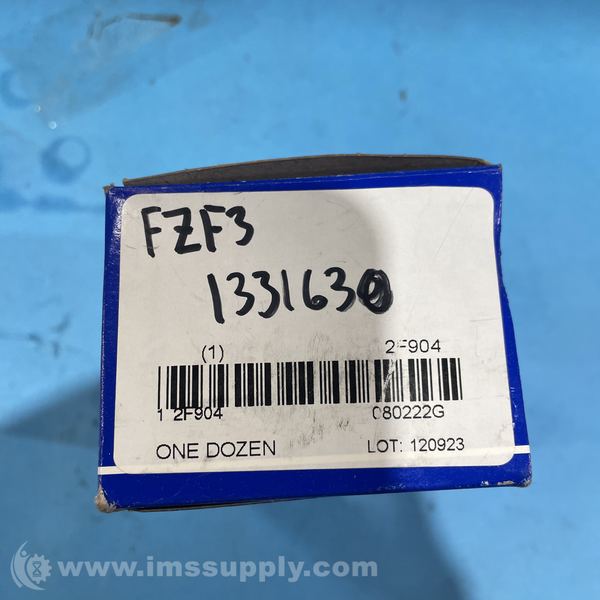 FZF3
1331630
(1) 2F904
1 2F904 080222G
ONE DOZEN LOT: 120923
www.imssupply.com